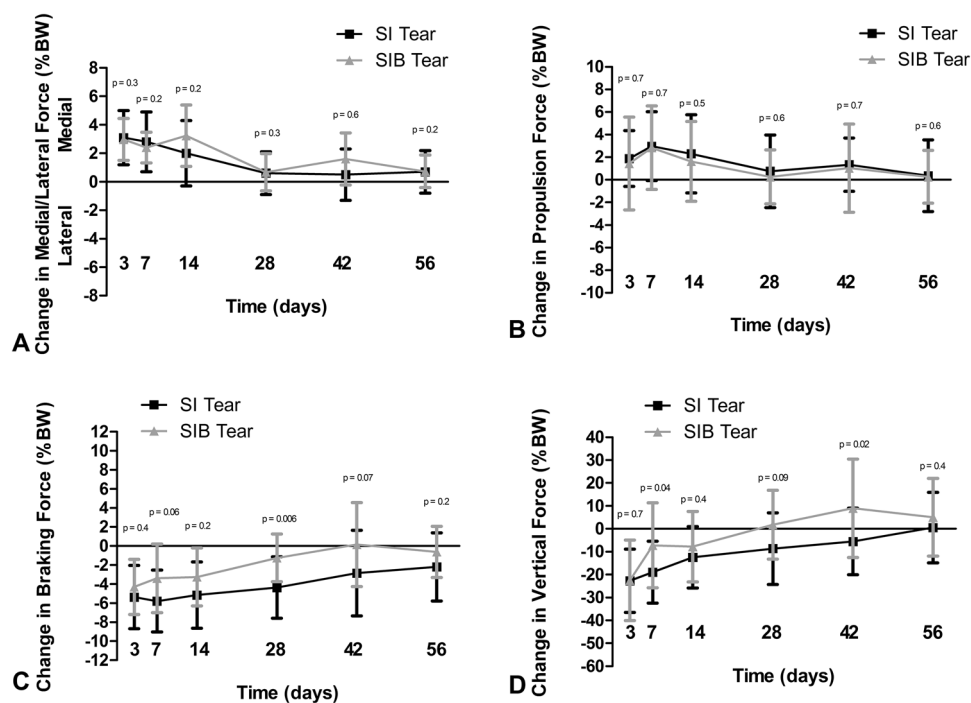 SI Tear
SIB Tear
Change in Medial/Lateral Force (%BW)
Lateral Medial
8
6
4
2
0
-2
-4
-6
-8
p = 0.3
p = 0.2
p = 0.2
p = 0.3
p = 0.6
p = 0.2
3 7 14 28 42 56
Time (days)
A
SI Tear
SIB Tear
Change in Propulsion Force (%BW)
10
8
6
4
2
0
-2
-4
-6
-8
-10
p = 0.7
p = 0.7
p = 0.5
p = 0.6
p = 0.7
p = 0.6
3 7 14 28 42 56
Time (days)
B
SI Tear
SIB Tear
Change in Braking Force (%BW)
12
10
8
6
4
2
0
-2
-4
-6
-8
-10
-12
p = 0.4
p = 0.06
p = 0.2
p = 0.006
p = 0.07
p = 0.2
3 7 14 28 42 56
Time (days)
C
SI Tear
SIB Tear
Change in Vertical Force (%BW)
40
30
20
10
0
-10
-20
-30
-40
-50
-60
p = 0.7
p = 0.04
p = 0.4
p = 0.09
p = 0.02
p = 0.4
3 7 14 28 42 56
Time (days)
D